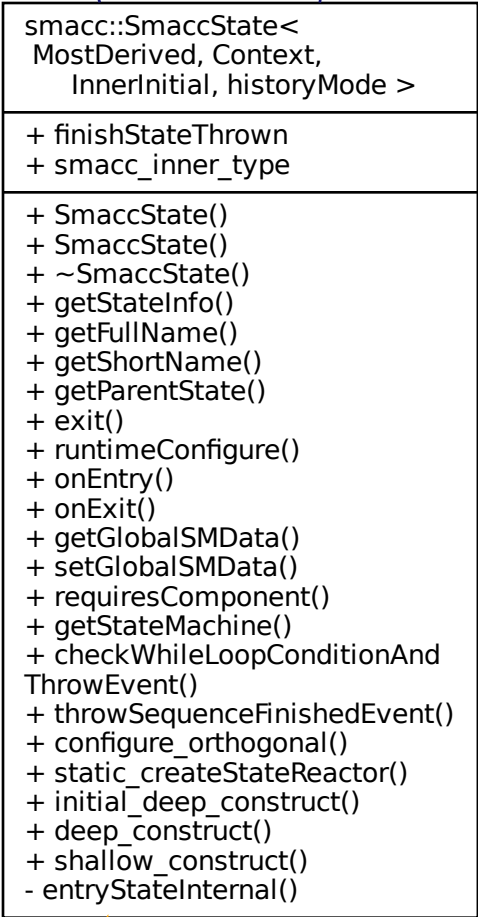 smacc::SmaccState<
MostDerived, Context,
InnerInitial, historyMode >
+ finishStateThrown
+ smacc_inner_type
+ SmaccState()
+ SmaccState()
+ ~SmaccState()
+ getStateInfo()
+ getFullName()
+ getShortName()
+ getParentState()
+ exit()
+ runtimeConfigure()
+ onEntry()
+ onExit()
+ getGlobalSMData()
+ setGlobalSMData()
+ requiresComponent()
+ getStateMachine()
+ checkWhileLoopConditionAnd
ThrowEvent()
+ throwSequenceFinishedEvent()
+ configure_orthogonal()
+ static_createStateReactor()
+ initial_deep_construct()
+ deep_construct()
+ shallow_construct()
- entryStateInternal()